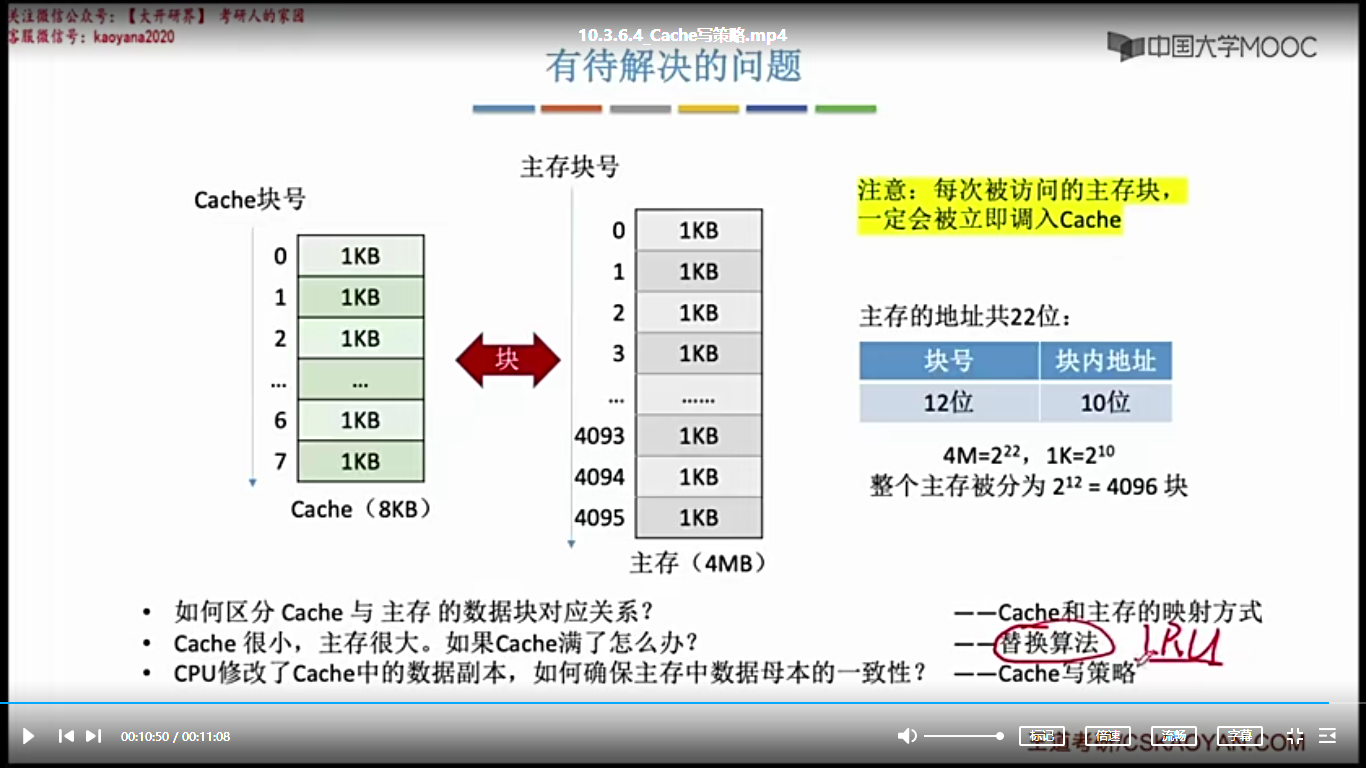 关注微信公众号：【大开研界】 考研人的家园
客服微信号：kaoyana2020
10.3.6.4_Cache写策略.mp4
中国大学MOOC
有待解决的问题
Cache块号
0 1KB
1 1KB
2 1KB
... ...
6 1KB
7 1KB
Cache（8KB）
块
主存块号
0 1KB
1 1KB
2 1KB
3 1KB
... ......
4093 1KB
4094 1KB
4095 1KB
主存（4MB）
注意：每次被访问的主存块，
一定会被立即调入Cache
主存的地址共22位：
块号 块内地址
12位 10位
4M=2²²，1K=2¹⁰
整个主存被分为 2¹² = 4096 块
• 如何区分 Cache 与 主存 的数据块对应关系？ ——Cache和主存的映射方式
• Cache 很小，主存很大。如果Cache满了怎么办？ ——替换算法 LRU
• CPU修改了Cache中的数据副本，如何确保主存中数据母本的一致性？ ——Cache写策略
00:10:50 / 00:11:08
标记 倍速 流畅 字幕
王道考研/CSKAOYAN.COM